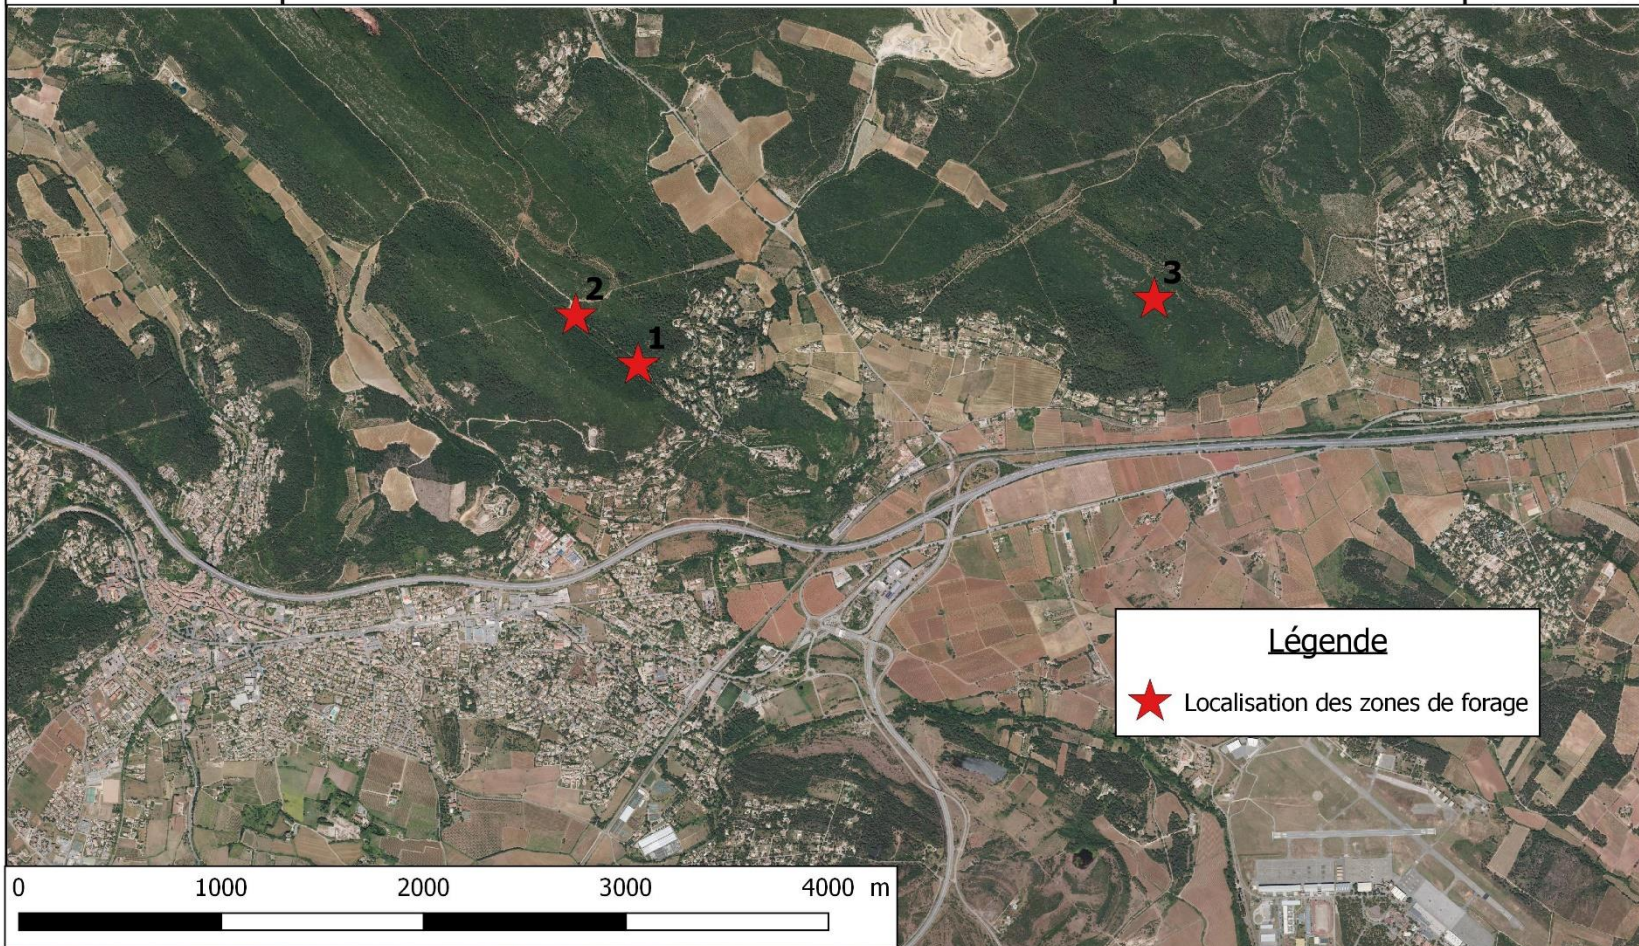 2
3
1
Légende
Localisation des zones de forage
0 1000 2000 3000 4000 m